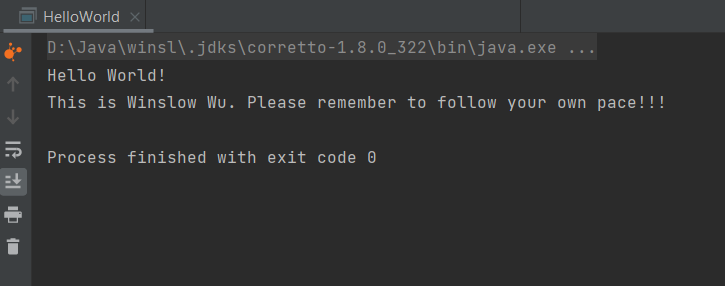 HelloWorld
D:\Java\winsl\.jdks\corretto-1.8.0_322\bin\java.exe ...
Hello World!
This is Winslow Wu. Please remember to follow your own pace!!!
Process finished with exit code 0